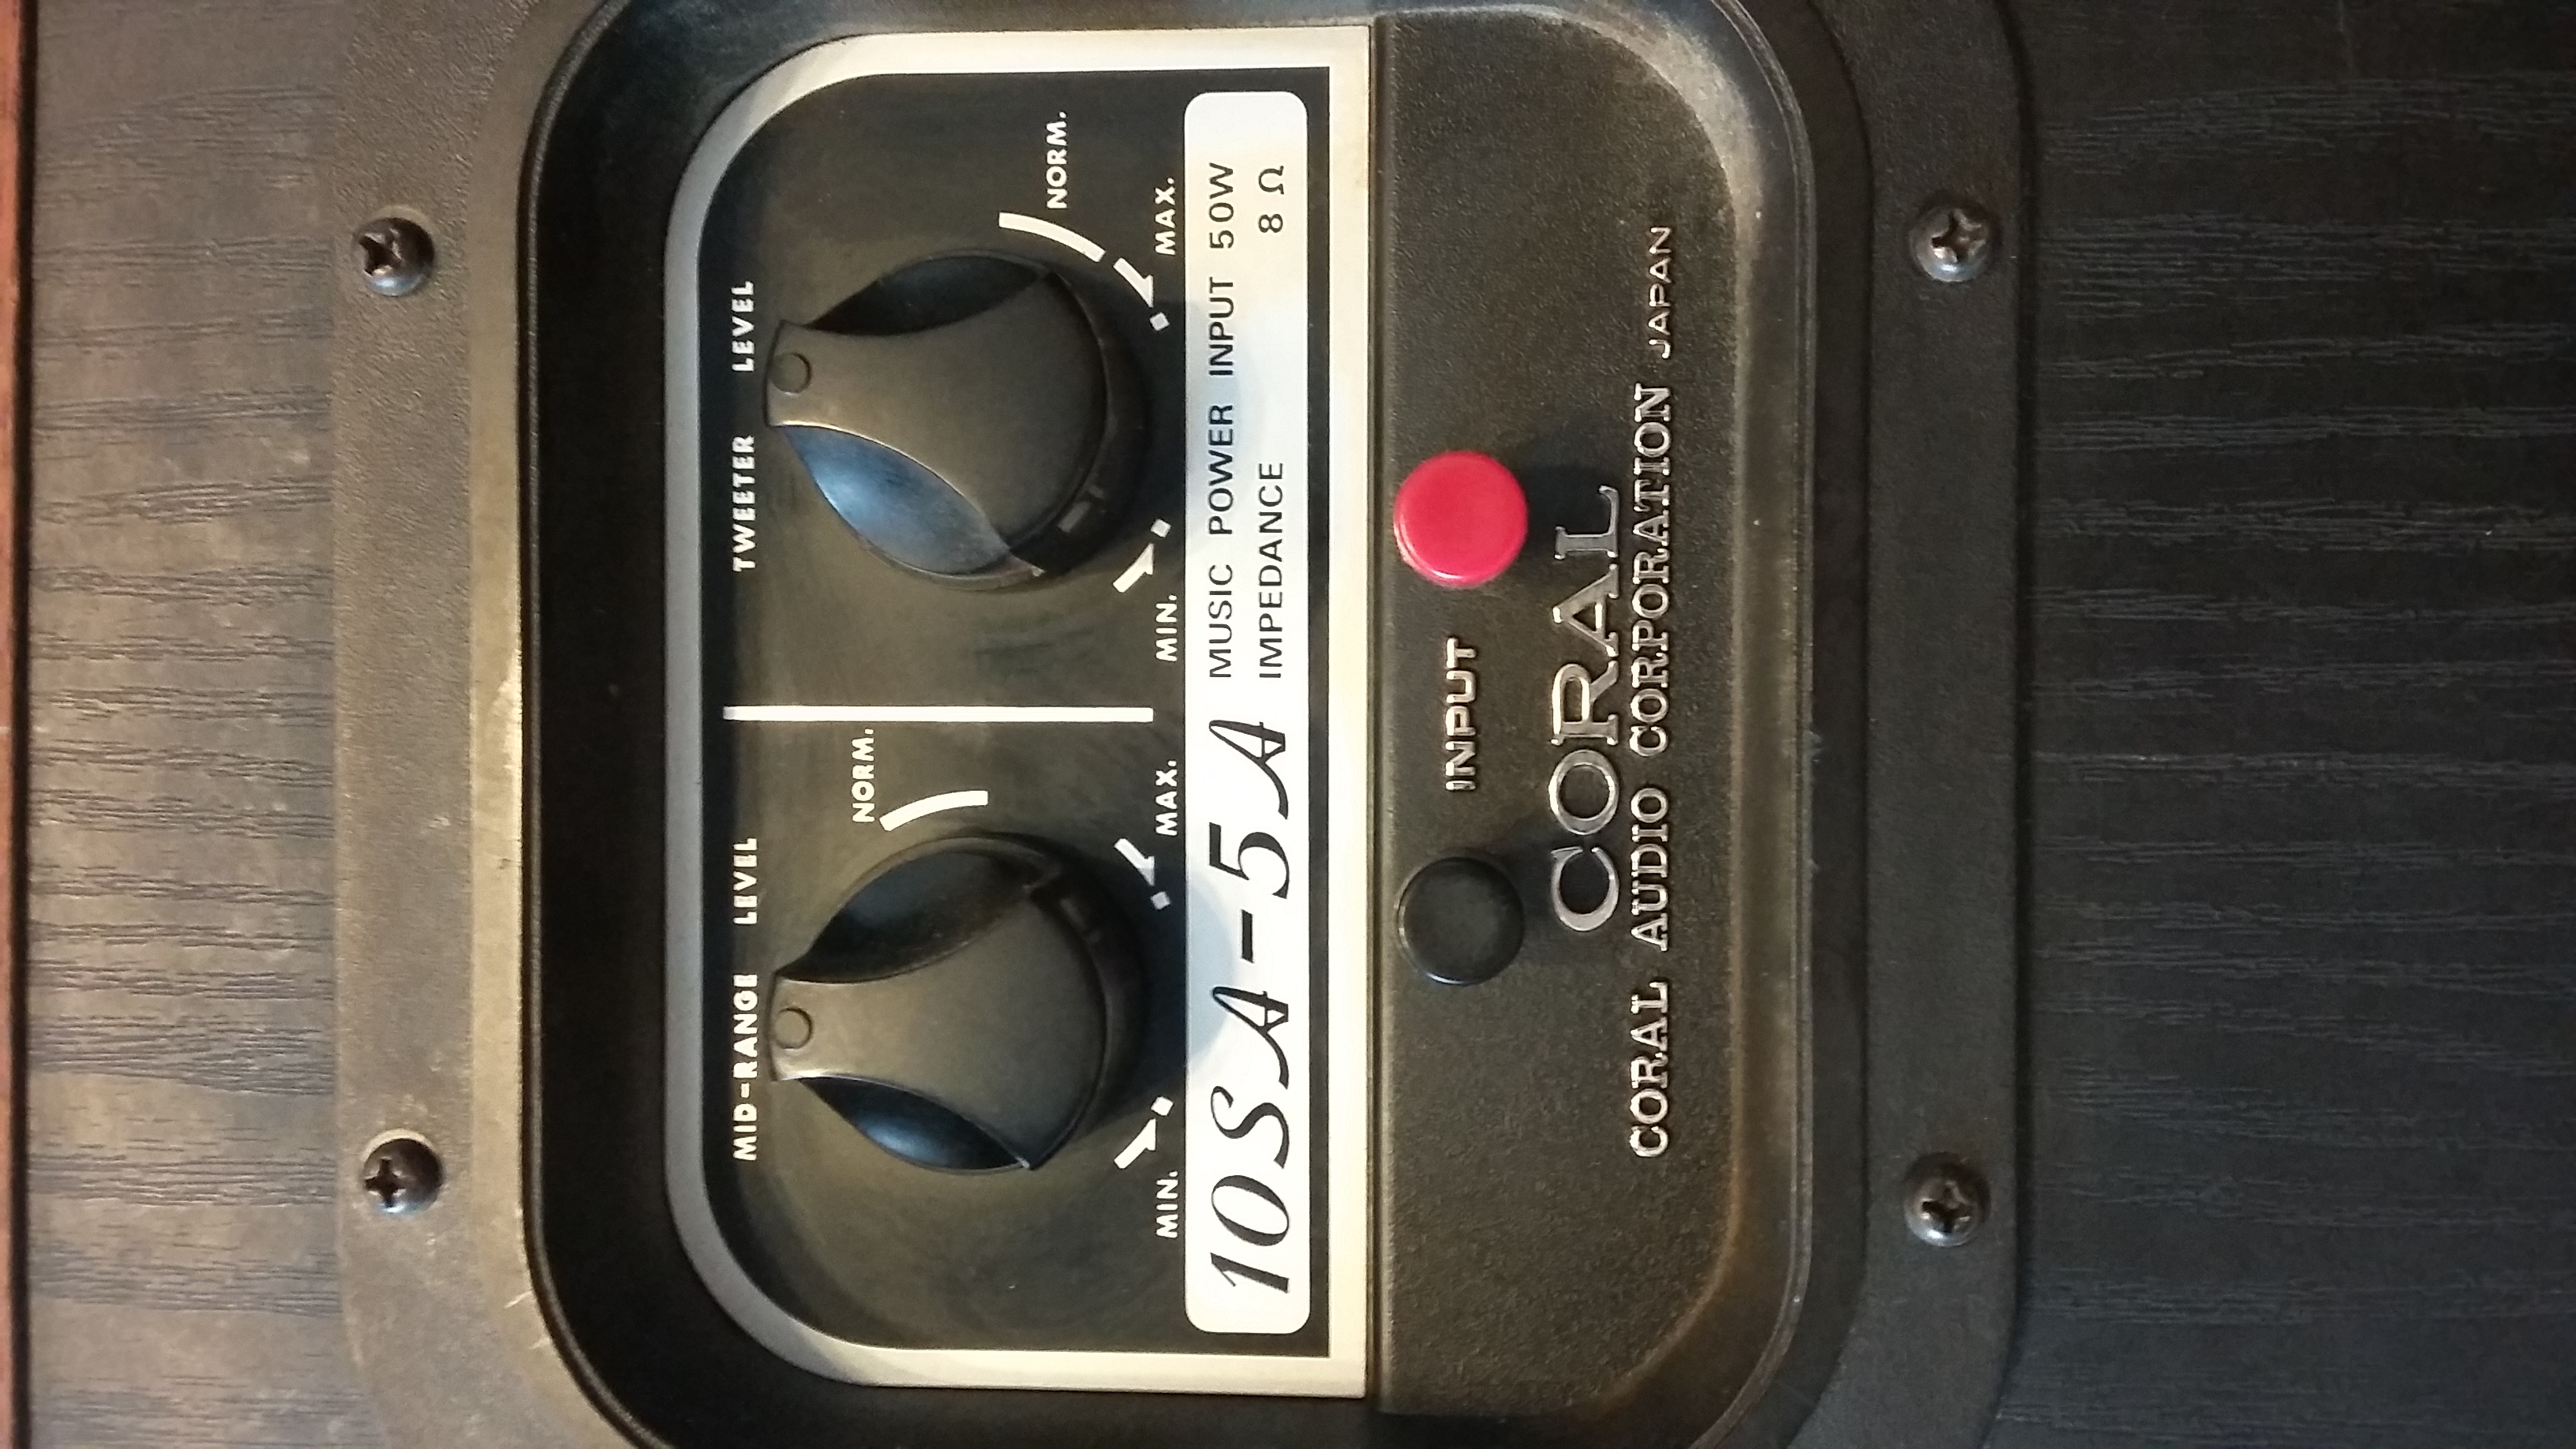 MID-RANGE LEVEL
NORM.
MIN.
MAX.
TWEETER LEVEL
NORM.
MIN.
MAX.
10SA-5A
MUSIC POWER INPUT 50W
IMPEDANCE 8 Ω
INPUT
CORAL
CORAL AUDIO CORPORATION JAPAN